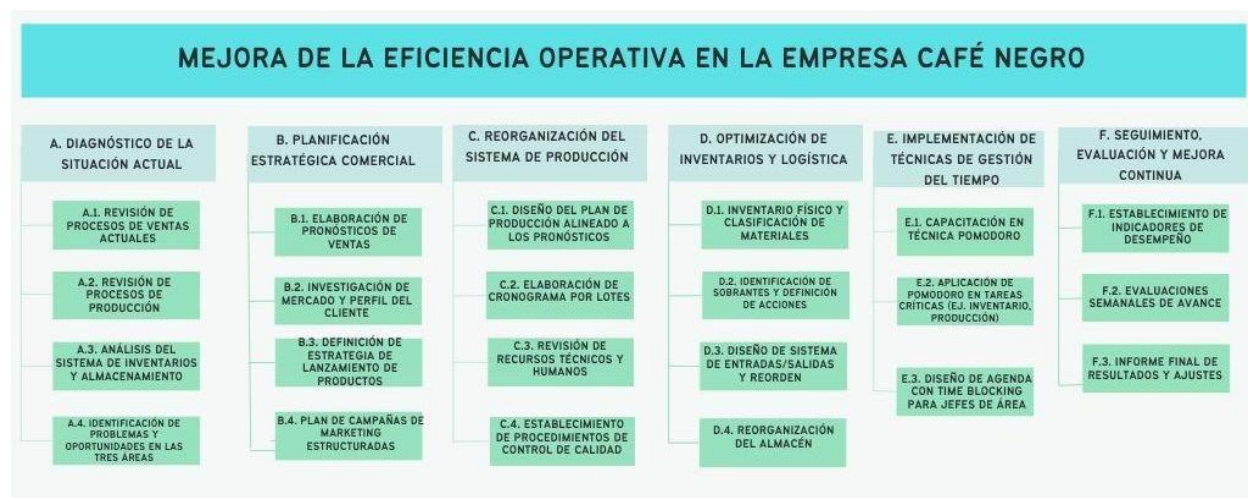 MEJORA DE LA EFICIENCIA OPERATIVA EN LA EMPRESA CAFÉ NEGRO
A. DIAGNÓSTICO DE LA
SITUACIÓN ACTUAL
A.1. REVISIÓN DE
PROCESOS DE VENTAS
ACTUALES
A.2. REVISIÓN DE
PROCESOS DE
PRODUCCIÓN
A.3. ANÁLISIS DEL
SISTEMA DE INVENTARIOS
Y ALMACENAMIENTO
A.4. IDENTIFICACIÓN DE
PROBLEMAS Y
OPORTUNIDADES EN LAS
TRES ÁREAS
B. PLANIFICACIÓN
ESTRATÉGICA COMERCIAL
B.1. ELABORACIÓN DE
PRONÓSTICOS DE
VENTAS
B.2. INVESTIGACIÓN DE
MERCADO Y PERFIL DEL
CLIENTE
B.3. DEFINICIÓN DE
ESTRATEGIA DE
LANZAMIENTO DE
PRODUCTOS
B.4. PLAN DE CAMPAÑAS DE
MARKETING
ESTRUCTURADAS
C. REORGANIZACIÓN DEL
SISTEMA DE PRODUCCIÓN
C.1. DISEÑO DEL PLAN DE
PRODUCCIÓN ALINEADO A
LOS PRONÓSTICOS
C.2. ELABORACIÓN DE
CRONOGRAMA POR LOTES
C.3. REVISIÓN DE
RECURSOS TÉCNICOS Y
HUMANOS
C.4. ESTABLECIMIENTO
DE PROCEDIMIENTOS DE
CONTROL DE CALIDAD
D. OPTIMIZACIÓN DE
INVENTARIOS Y LOGÍSTICA
D.1. INVENTARIO FÍSICO Y
CLASIFICACIÓN DE
MATERIALES
D.2. IDENTIFICACIÓN DE
SOBRANTES Y DEFINICIÓN
DE ACCIONES
D.3. DISEÑO DE SISTEMA
DE ENTRADAS/SALIDAS
Y REORDEN
D.4. REORGANIZACIÓN
DEL ALMACÉN
E. IMPLEMENTACIÓN DE
TÉCNICAS DE GESTIÓN
DEL TIEMPO
E.1. CAPACITACIÓN EN
TÉCNICA POMODORO
E.2. APLICACIÓN DE
POMODORO EN TAREAS
CRÍTICAS (EJ. INVENTARIO,
PRODUCCIÓN)
E.3. DISEÑO DE AGENDA
CON TIME BLOCKING
PARA JEFES DE ÁREA
F. SEGUIMIENTO,
EVALUACIÓN Y MEJORA
CONTINUA
F.1. ESTABLECIMIENTO DE
INDICADORES DE
DESEMPEÑO
F.2. EVALUACIONES
SEMANALES DE AVANCE
F.3. INFORME FINAL DE
RESULTADOS Y AJUSTES